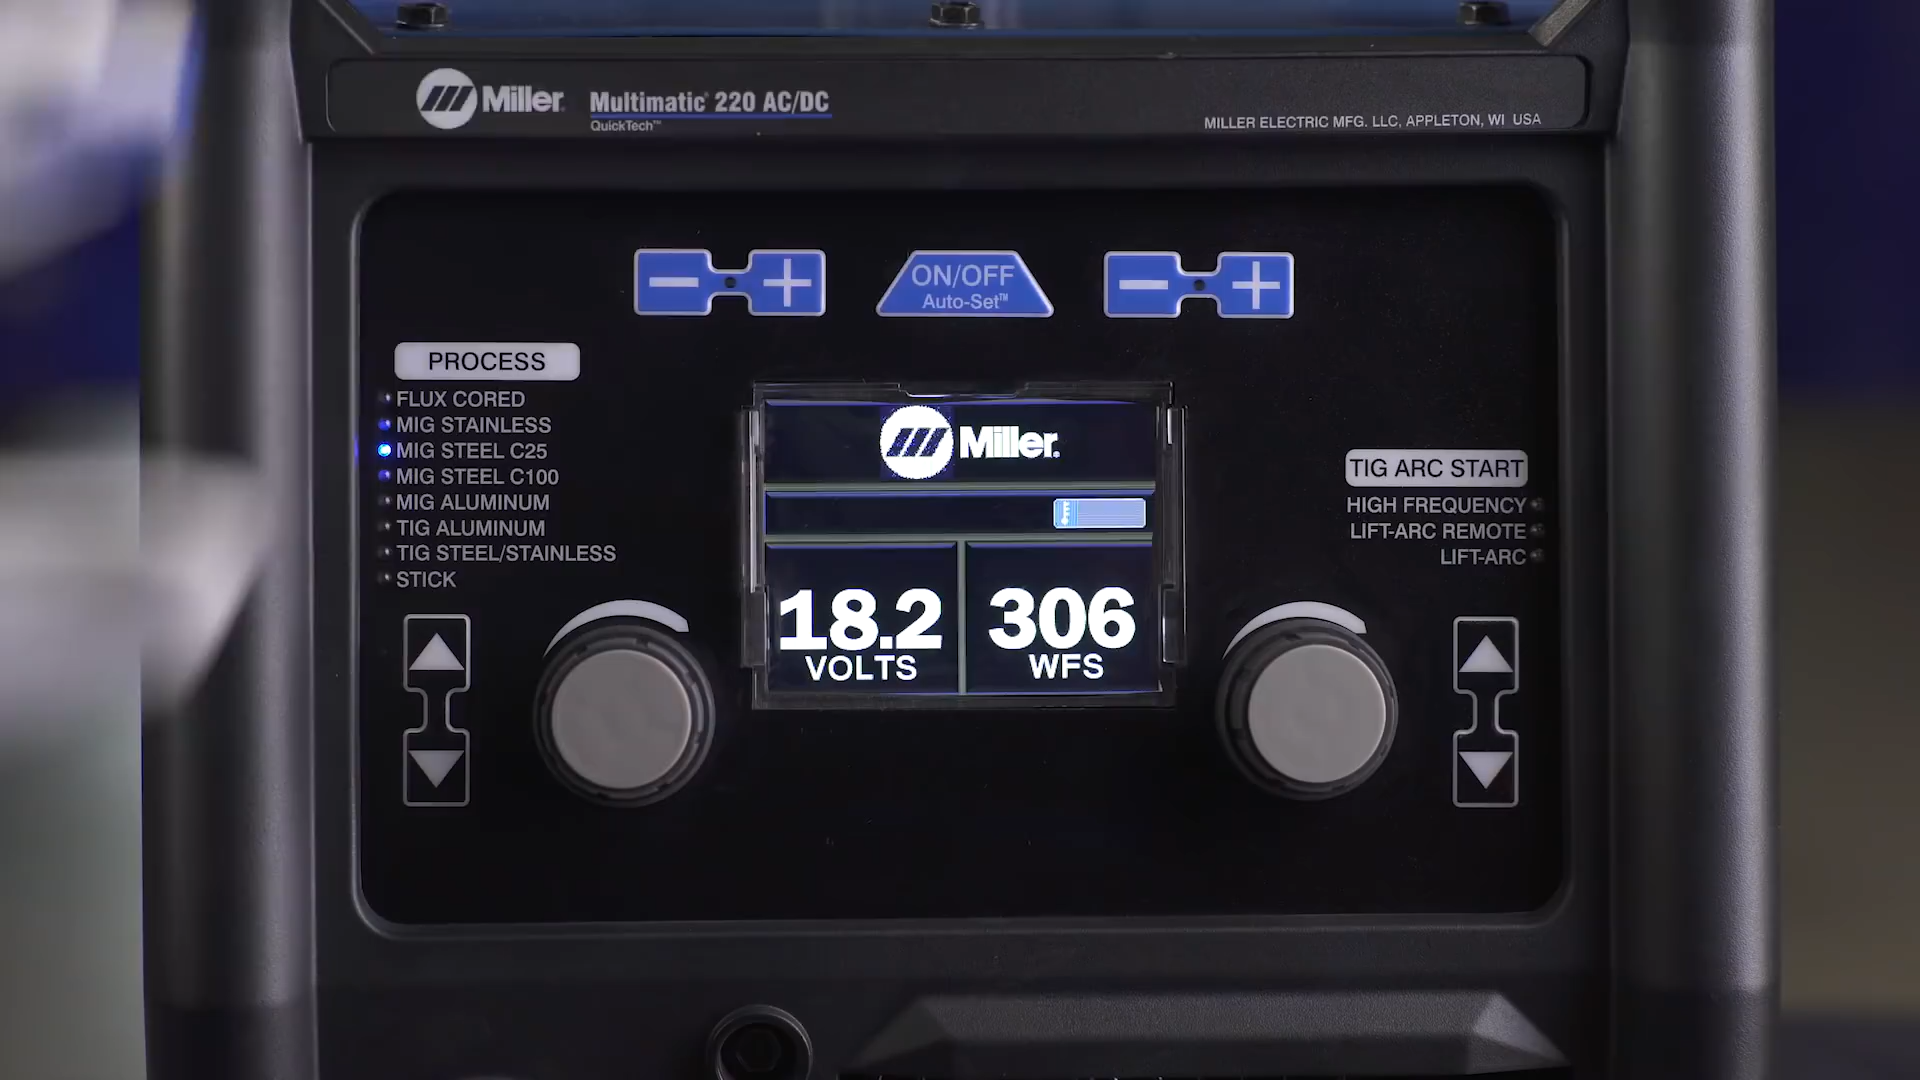 Miller Multimatic® 220 AC/DC
QuickTech™
MILLER ELECTRIC MFG. LLC, APPLETON, WI USA
ON/OFF
Auto-Set™
PROCESS
FLUX CORED
MIG STAINLESS
MIG STEEL C25
MIG STEEL C100
MIG ALUMINUM
TIG ALUMINUM
TIG STEEL/STAINLESS
STICK
Miller.
18.2
VOLTS
306
WFS
TIG ARC START
HIGH FREQUENCY
LIFT-ARC REMOTE
LIFT-ARC